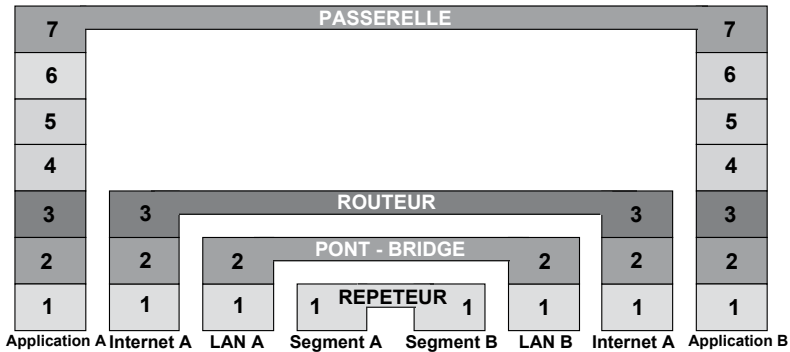 PASSERELLE
7 7
6 6
5 5
4 4
3 3 ROUTEUR 3 3
2 2 2 PONT - BRIDGE 2 2 2
1 1 1 1 REPETEUR 1 1 1 1
Application A Internet A LAN A Segment A Segment B LAN B Internet A Application B